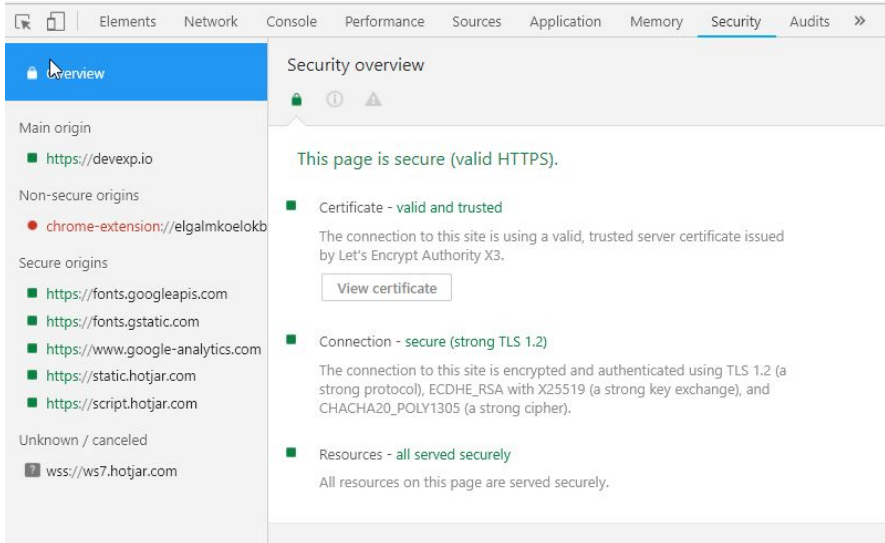 Elements Network Console Performance Sources Application Memory Security Audits »
Overview
Main origin
https://devexp.io
Non-secure origins
chrome-extension://elgalmkoelokb
Secure origins
https://fonts.googleapis.com
https://fonts.gstatic.com
https://www.google-analytics.com
https://static.hotjar.com
https://script.hotjar.com
Unknown / canceled
? wss://ws7.hotjar.com
Security overview
This page is secure (valid HTTPS).
Certificate - valid and trusted
The connection to this site is using a valid, trusted server certificate issued
by Let's Encrypt Authority X3.
View certificate
Connection - secure (strong TLS 1.2)
The connection to this site is encrypted and authenticated using TLS 1.2 (a
strong protocol), ECDHE_RSA with X25519 (a strong key exchange), and
CHACHA20_POLY1305 (a strong cipher).
Resources - all served securely
All resources on this page are served securely.